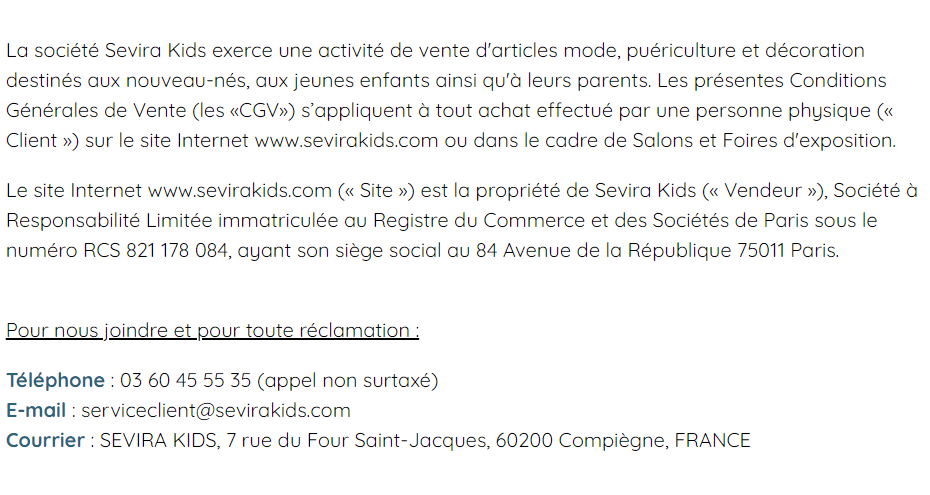 La société Sevira Kids exerce une activité de vente d'articles mode, puériculture et décoration
destinés aux nouveau-nés, aux jeunes enfants ainsi qu'à leurs parents. Les présentes Conditions
Générales de Vente (les «CGV») s’appliquent à tout achat effectué par une personne physique («
Client ») sur le site Internet www.sevirakids.com ou dans le cadre de Salons et Foires d'exposition.
Le site Internet www.sevirakids.com (« Site ») est la propriété de Sevira Kids (« Vendeur »), Société à
Responsabilité Limitée immatriculée au Registre du Commerce et des Sociétés de Paris sous le
numéro RCS 821 178 084, ayant son siège social au 84 Avenue de la République 75011 Paris.
Pour nous joindre et pour toute réclamation :
Téléphone : 03 60 45 55 35 (appel non surtaxé)
E-mail : serviceclient@sevirakids.com
Courrier : SEVIRA KIDS, 7 rue du Four Saint-Jacques, 60200 Compiègne, FRANCE